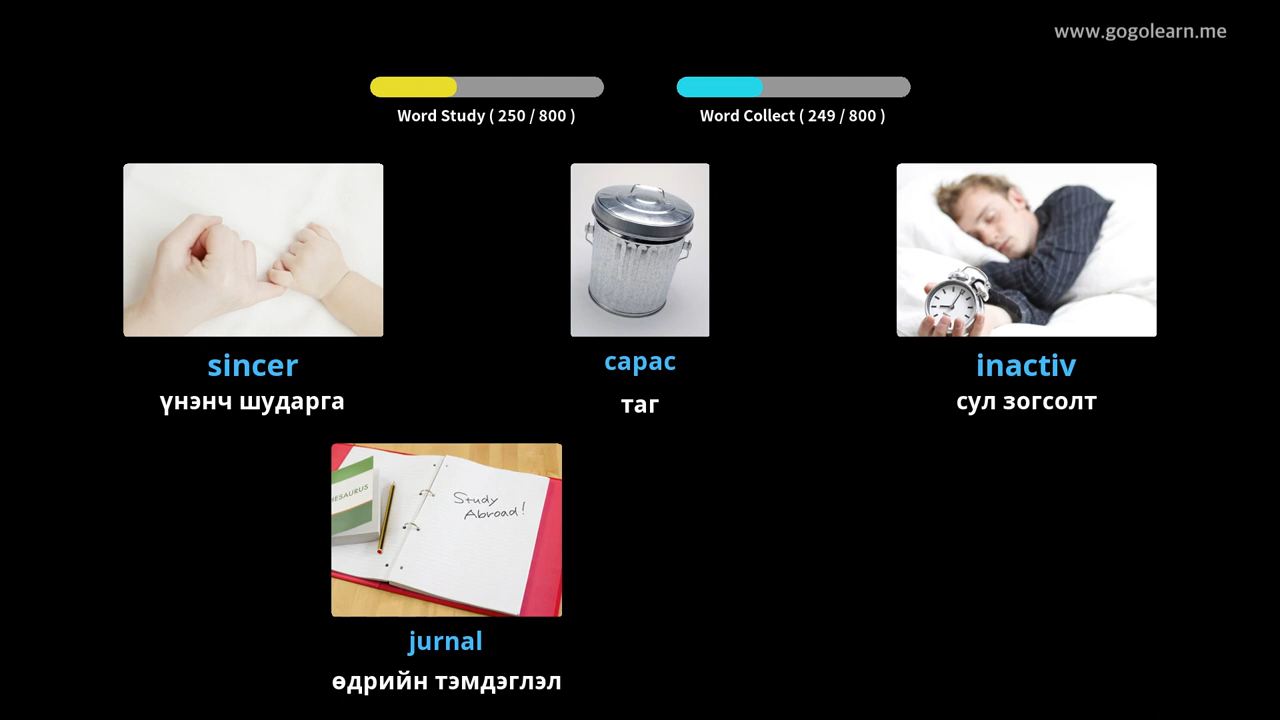 www.gogolearn.me
Word Study ( 250 / 800 )
Word Collect ( 249 / 800 )
sincer
үнэнч шударга
capac
таг
inactiv
сул зогсолт
HESAURUS
Study
Abroad!
jurnal
өдрийн тэмдэглэл